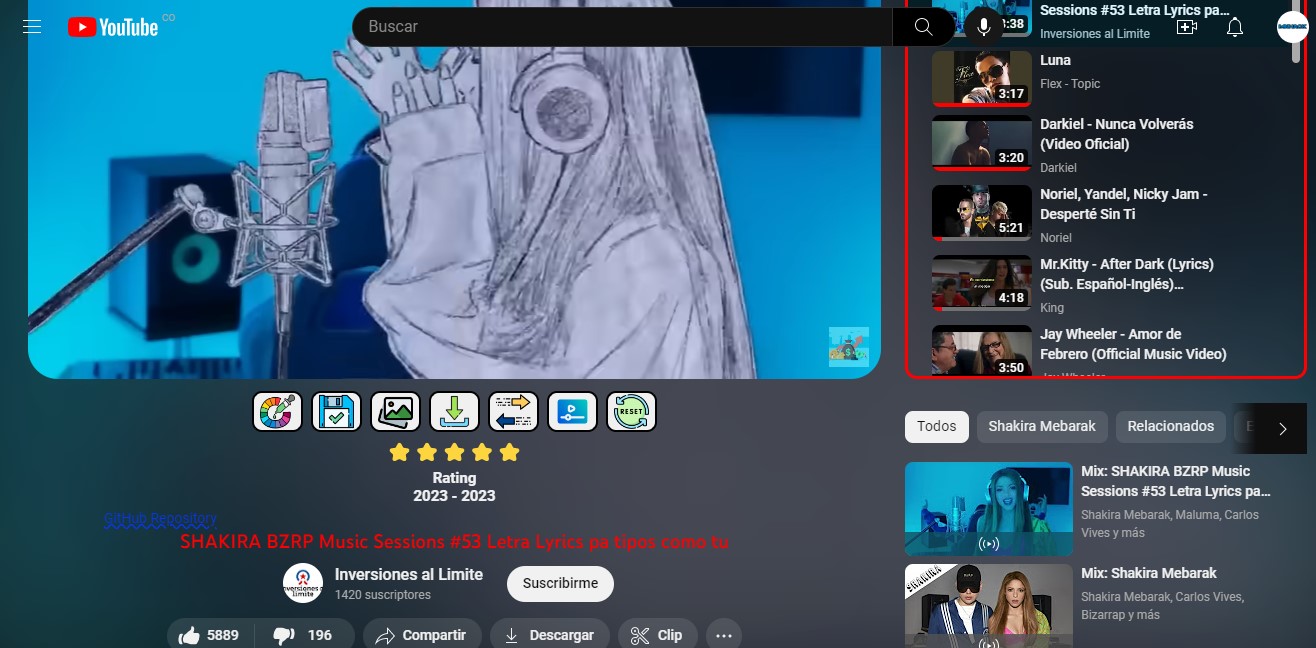 YouTube CO
Buscar
3:38
Sessions #53 Letra Lyrics pa...
Inversiones al Limite
3:17
Luna
Flex - Topic
3:20
Darkiel - Nunca Volverás
(Video Oficial)
Darkiel
5:21
Noriel, Yandel, Nicky Jam -
Desperté Sin Ti
Noriel
4:18
Mr.Kitty - After Dark (Lyrics)
(Sub. Español-Inglés)...
King
3:50
Jay Wheeler - Amor de
Febrero (Official Music Video)
Jay Wheeler
RESET
Rating
2023 - 2023
GitHub Repository
SHAKIRA BZRP Music Sessions #53 Letra Lyrics pa tipos como tu
Inversiones al Limite
1420 suscriptores
Suscribirme
5889
196
Compartir
Descargar
Clip
...
Todos
Shakira Mebarak
Relacionados
Mix: SHAKIRA BZRP Music
Sessions #53 Letra Lyrics pa...
Shakira Mebarak, Maluma, Carlos
Vives y más
SHAKIRA
Mix: Shakira Mebarak
Shakira Mebarak, Carlos Vives,
Bizarrap y más